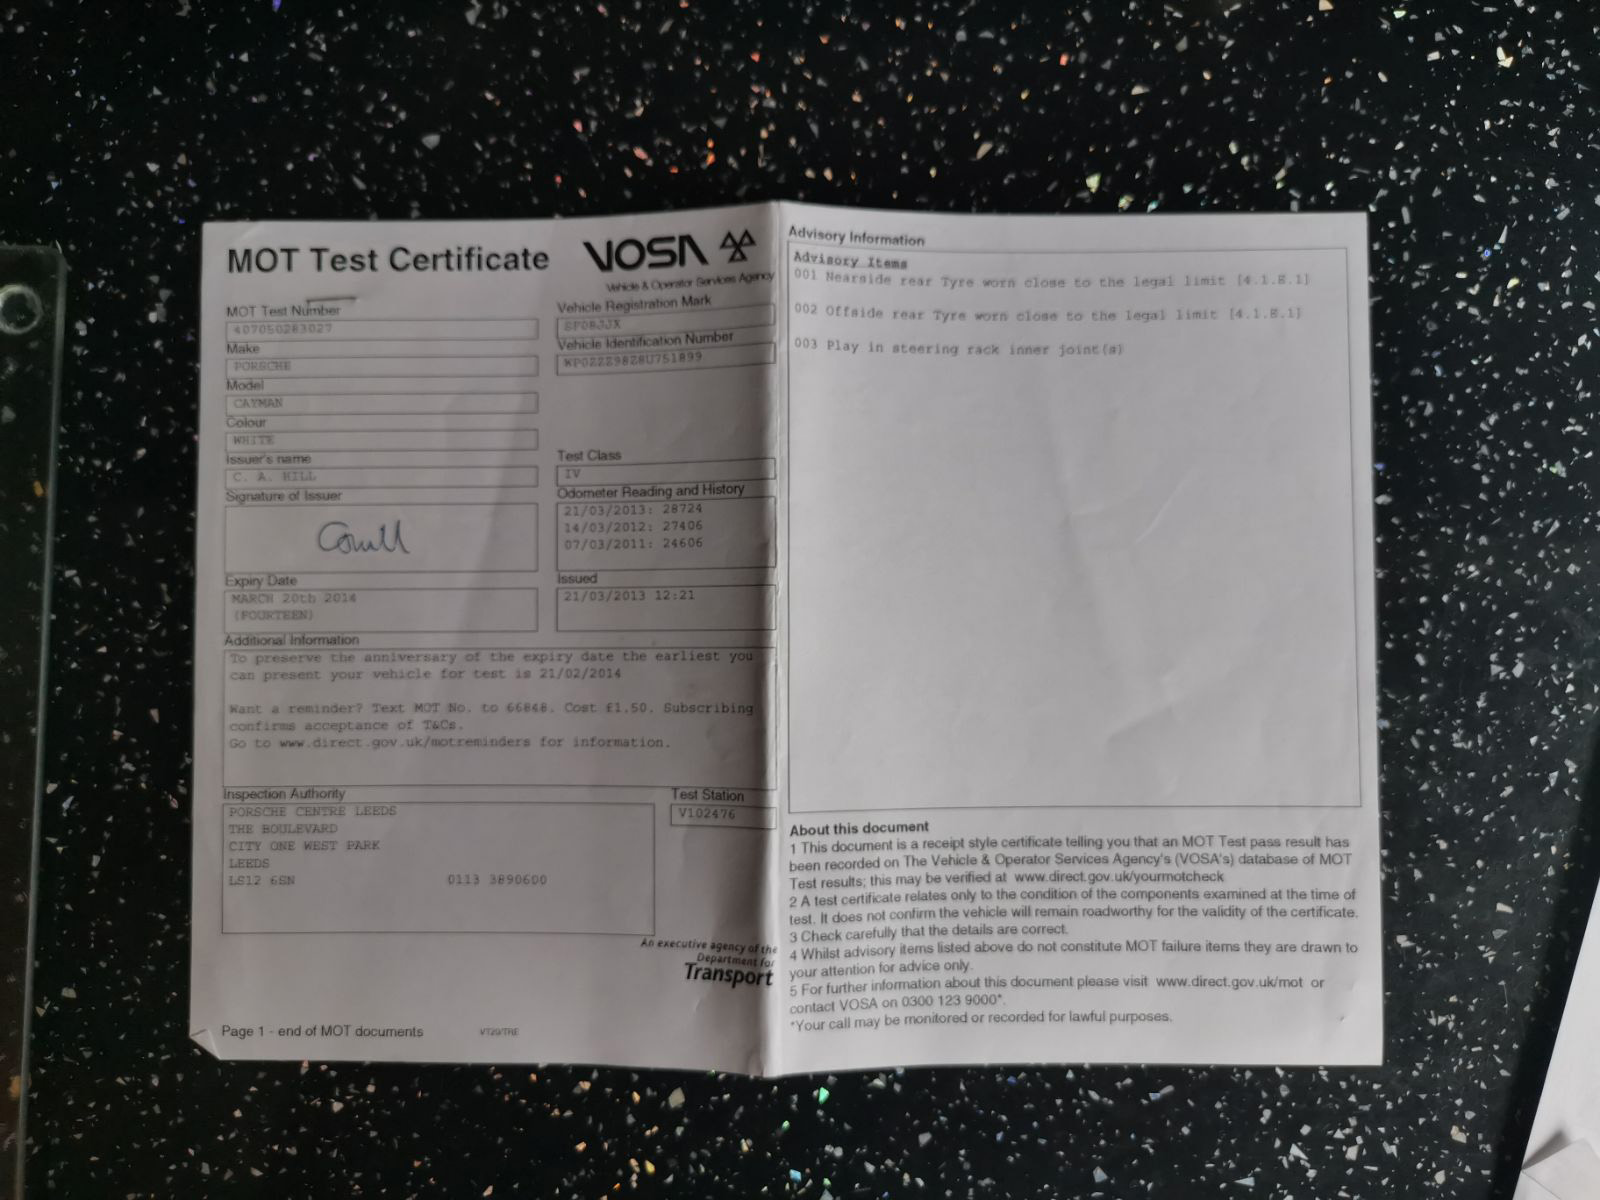 MOT Test Certificate
VOSA
Vehicle & Operator Services Agency
MOT Test Number
407050283027
Vehicle Registration Mark
SF08JJX
Make
PORSCHE
Vehicle Identification Number
WP0ZZZ98Z8U751899
Model
CAYMAN
Colour
WHITE
Issuer's name
C. A. HILL
Test Class
IV
Signature of Issuer
Odometer Reading and History
21/03/2013: 28724
14/03/2012: 27406
07/03/2011: 24606
Expiry Date
MARCH 20th 2014
(FOURTEEN)
Issued
21/03/2013 12:21
Additional Information
To preserve the anniversary of the expiry date the earliest you
can present your vehicle for test is 21/02/2014
Want a reminder? Text MOT No. to 66848. Cost £1.50. Subscribing
confirms acceptance of T&Cs.
Go to www.direct.gov.uk/motreminders for information.
Inspection Authority
PORSCHE CENTRE LEEDS
THE BOULEVARD
CITY ONE WEST PARK
LEEDS
LS12 6SN 0113 3890600
Test Station
V102476
An executive agency of the
Department for
Transport
Page 1 - end of MOT documents
VT20/TRE
Advisory Information
Advisory Items
001 Nearside rear Tyre worn close to the legal limit [4.1.E.1]
002 Offside rear Tyre worn close to the legal limit [4.1.E.1]
003 Play in steering rack inner joint(s)
About this document
1 This document is a receipt style certificate telling you that an MOT Test pass result has
been recorded on The Vehicle & Operator Services Agency's (VOSA's) database of MOT
Test results; this may be verified at www.direct.gov.uk/yourmotcheck
2 A test certificate relates only to the condition of the components examined at the time of
test. It does not confirm the vehicle will remain roadworthy for the validity of the certificate.
3 Check carefully that the details are correct.
4 Whilst advisory items listed above do not constitute MOT failure items they are drawn to
your attention for advice only.
5 For further information about this document please visit www.direct.gov.uk/mot or
contact VOSA on 0300 123 9000*.
*Your call may be monitored or recorded for lawful purposes.